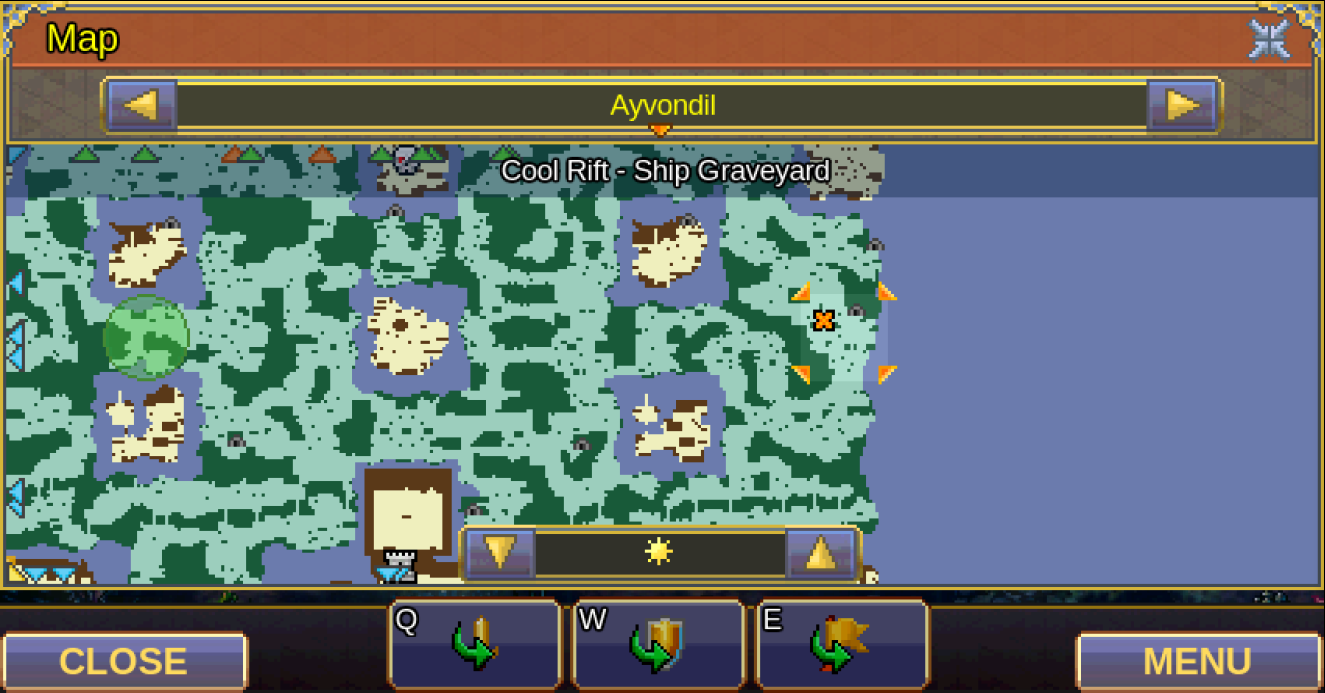 Map
Ayvondil
Cool Rift - Ship Graveyard
Q
W
E
CLOSE
MENU